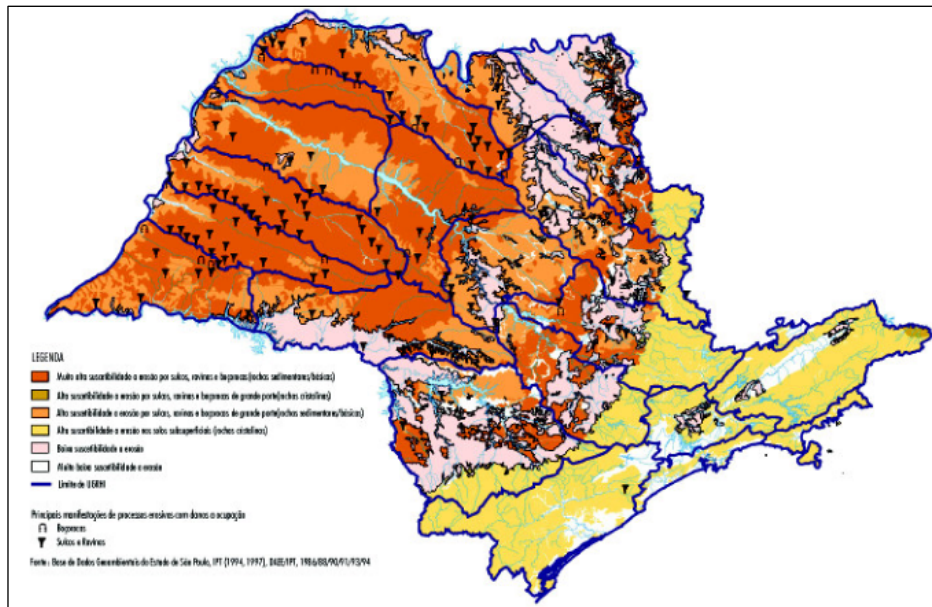 LEGENDA
Muito alta suscetibilidade a erosão por sulcos, ravinas e boçorocas (rochas sedimentares/básicas)
Alta suscetibilidade a erosão por sulcos, ravinas e boçorocas de grande porte (rochas cristalinas)
Alta suscetibilidade a erosão por sulcos, ravinas e boçorocas de grande porte (rochas sedimentares/básicas)
Alta suscetibilidade a erosão nos solos subsuperficiais (rochas cristalinas)
Baixa suscetibilidade a erosão
Muito baixa suscetibilidade a erosão
Limite de UGRHI
Principais manifestações de processos erosivos com danos a ocupação
Boçorocas
Sulcos e Ravinas
Fonte: Base de Dados Geoambientais do Estado de São Paulo, IPT (1994, 1997), DAEE/IPT, 1986/88/90/91/93/94